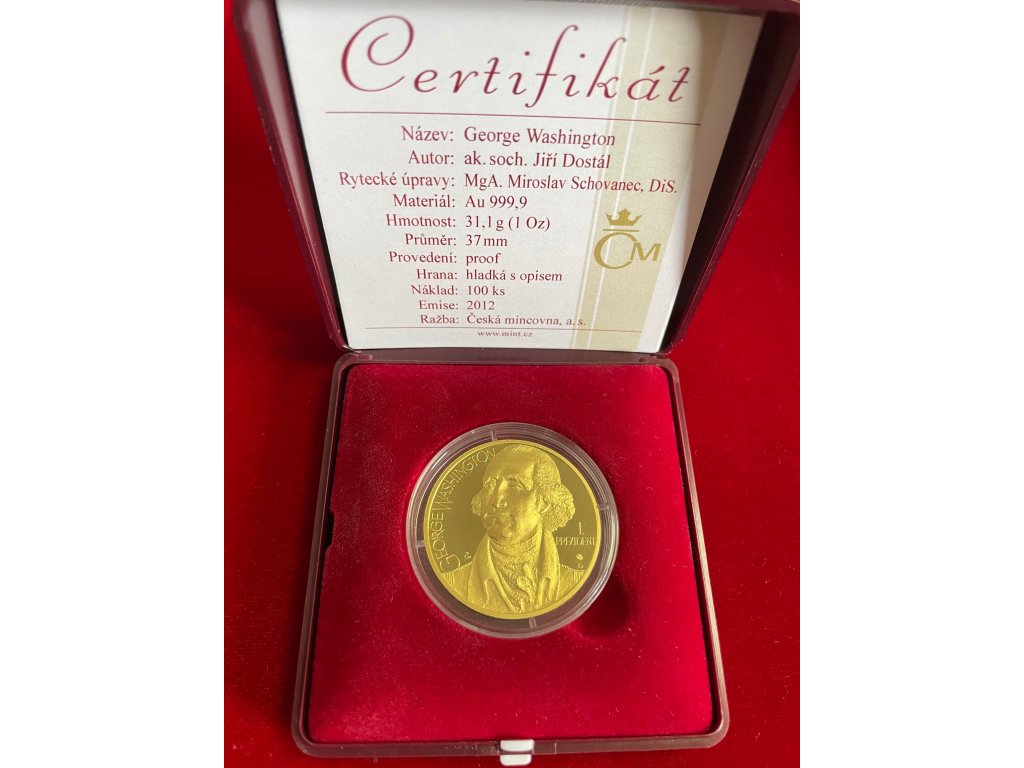 Certifikát
Název: George Washington
Autor: ak. soch. Jiří Dostál
Rytecké úpravy: MgA. Miroslav Schovanec, DiS.
Materiál: Au 999,9
Hmotnost: 31,1 g (1 Oz)
Průměr: 37 mm
Provedení: proof
Hrana: hladká s opisem
Náklad: 100 ks
Emise: 2012
Ražba: Česká mincovna, a. s.
www.mint.cz
ČM
GEORGE WASHINGTON
1.
PREZIDENT